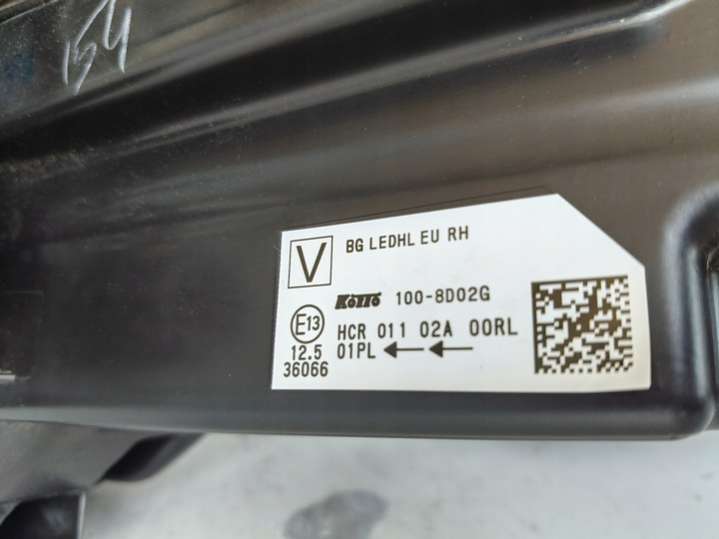 154
V
BG LEDHL EU RH
KOITO 100-8D02G
E13
HCR 011 02A 00RL
12.5 01PL ←←
36066